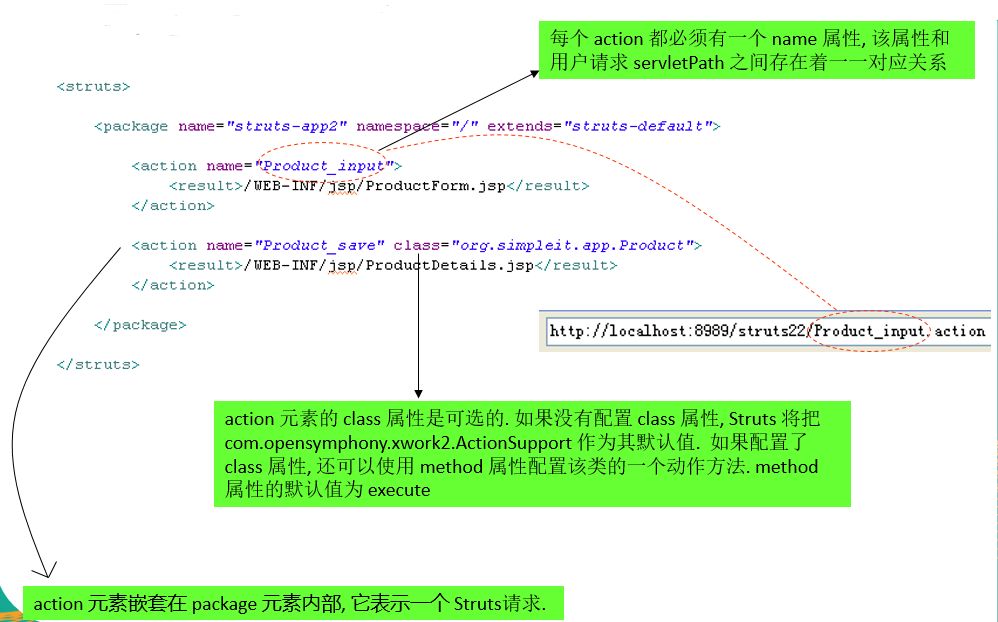 每个 action 都必须有一个 name 属性, 该属性和
用户请求 servletPath 之间存在着一一对应关系
<struts>
<package name="struts-app2" namespace="/" extends="struts-default">
<action name="Product_input">
<result>/WEB-INF/jsp/ProductForm.jsp</result>
</action>
<action name="Product_save" class="org.simpleit.app.Product">
<result>/WEB-INF/jsp/ProductDetails.jsp</result>
</action>
</package>
http://localhost:8989/struts22/Product_input.action
</struts>
action 元素的 class 属性是可选的. 如果没有配置 class 属性, Struts 将把
com.opensymphony.xwork2.ActionSupport 作为其默认值. 如果配置了
class 属性, 还可以使用 method 属性配置该类的一个动作方法. method
属性的默认值为 execute
action 元素嵌套在 package 元素内部, 它表示一个 Struts请求.